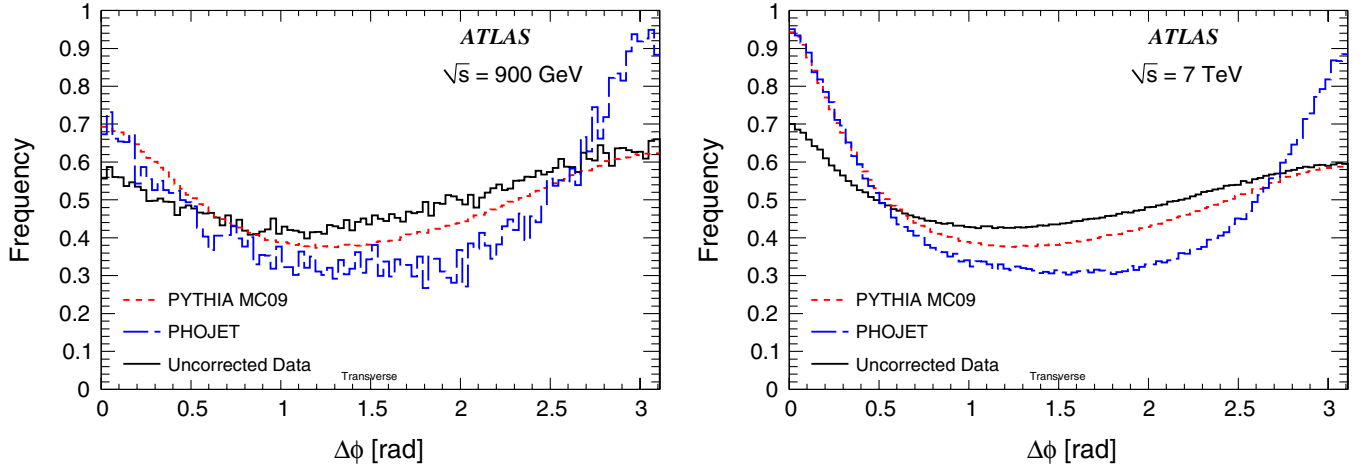 ATLAS
√s = 900 GeV
Frequency
1
0.9
0.8
0.7
0.6
0.5
0.4
0.3
0.2
0.1
0
PYTHIA MC09
PHOJET
Uncorrected Data
Transverse
0 0.5 1 1.5 2 2.5 3
Δϕ [rad]
ATLAS
√s = 7 TeV
Frequency
1
0.9
0.8
0.7
0.6
0.5
0.4
0.3
0.2
0.1
0
PYTHIA MC09
PHOJET
Uncorrected Data
Transverse
0 0.5 1 1.5 2 2.5 3
Δϕ [rad]